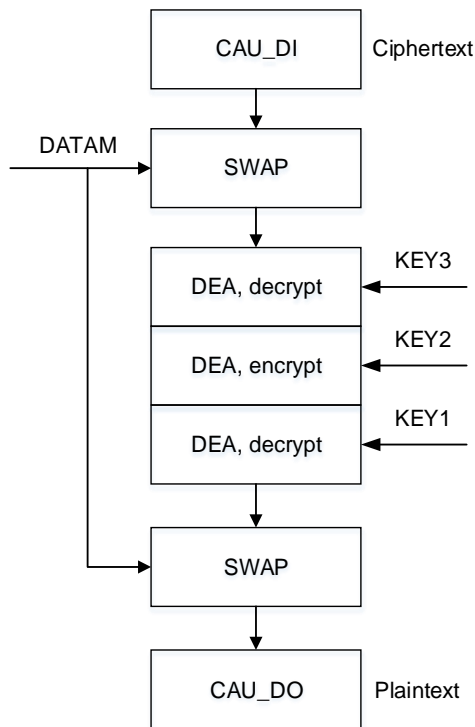 CAU_DI Ciphertext
DATAM
SWAP
KEY3
DEA, decrypt
KEY2
DEA, encrypt
KEY1
DEA, decrypt
SWAP
CAU_DO Plaintext